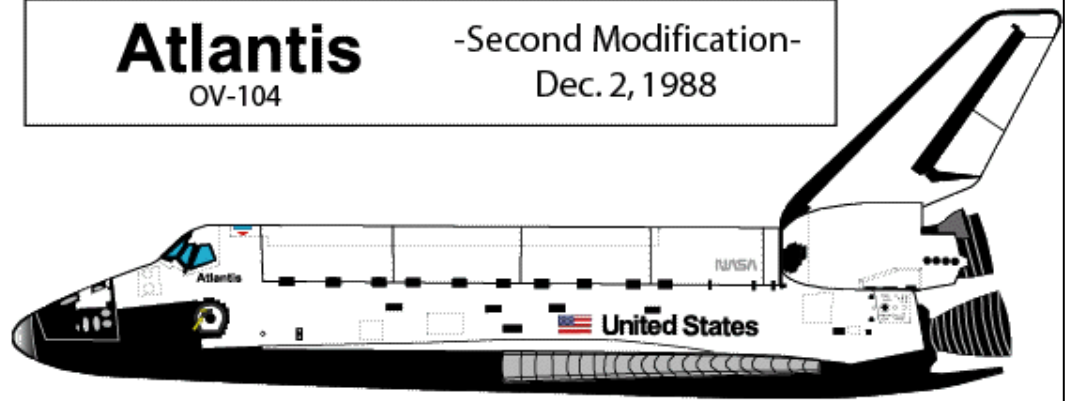 Atlantis
OV-104
-Second Modification-
Dec. 2, 1988
Atlantis
NASA
United States